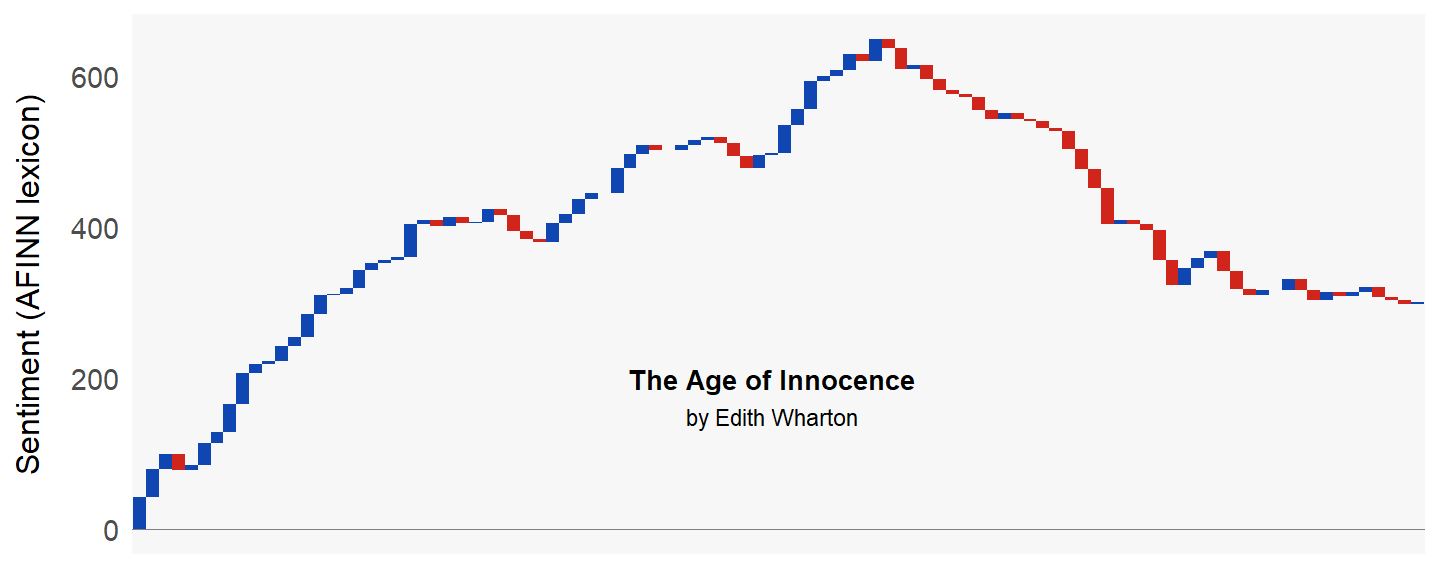 Sentiment (AFINN lexicon)
600
400
200
0
The Age of Innocence
by Edith Wharton